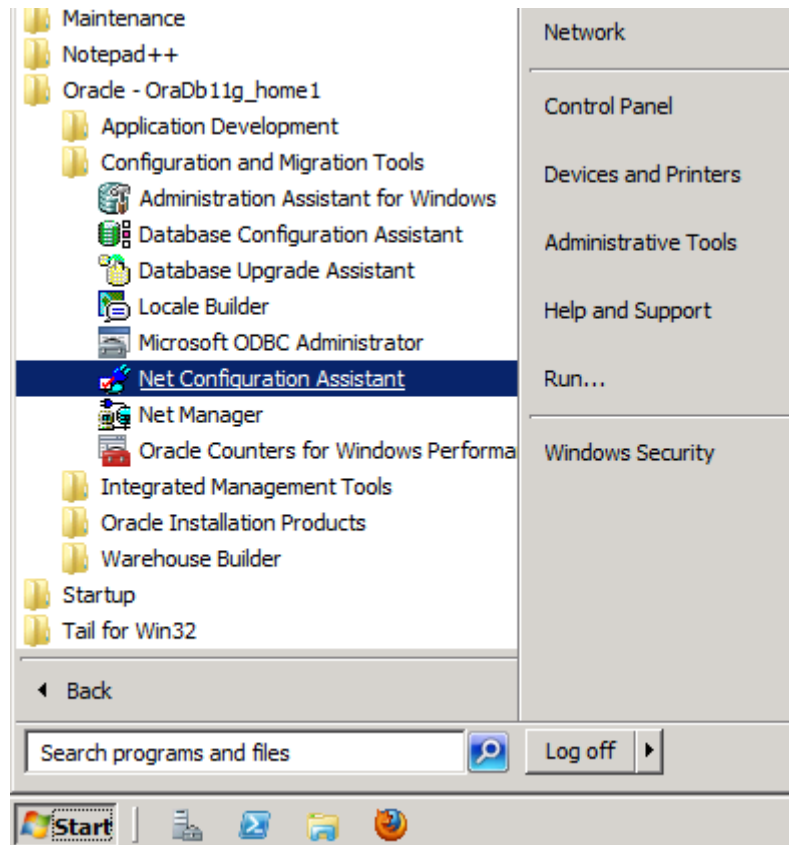 Maintenance
Notepad++
Oracle - OraDb11g_home1
Application Development
Configuration and Migration Tools
Administration Assistant for Windows
Database Configuration Assistant
Database Upgrade Assistant
Locale Builder
Microsoft ODBC Administrator
Net Configuration Assistant
Net Manager
Oracle Counters for Windows Performa
Integrated Management Tools
Oracle Installation Products
Warehouse Builder
Startup
Tail for Win32
Back
Search programs and files
Network
Control Panel
Devices and Printers
Administrative Tools
Help and Support
Run...
Windows Security
Log off
Start